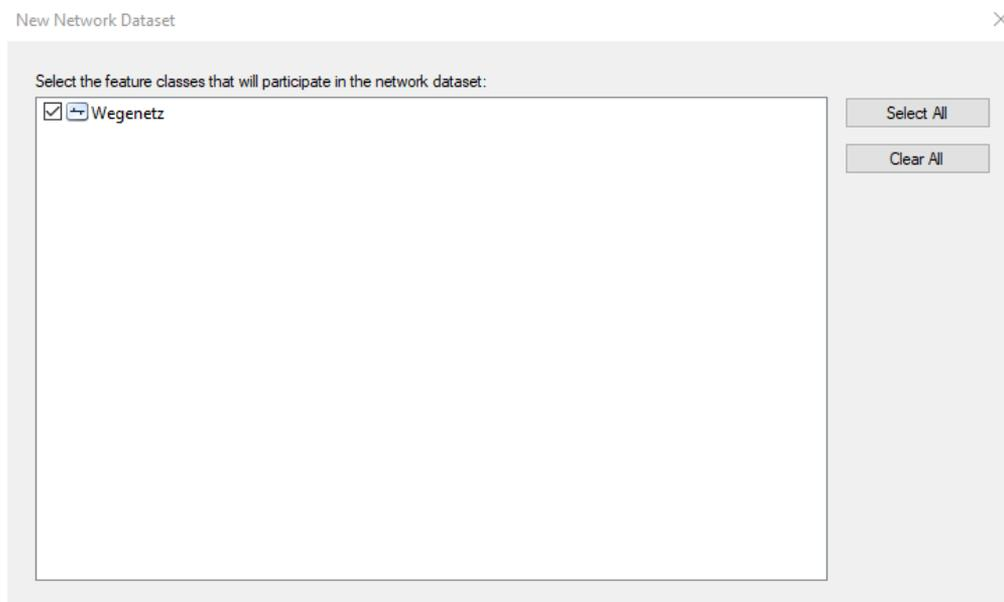 New Network Dataset
Select the feature classes that will participate in the network dataset:
Wegenetz
Select All
Clear All